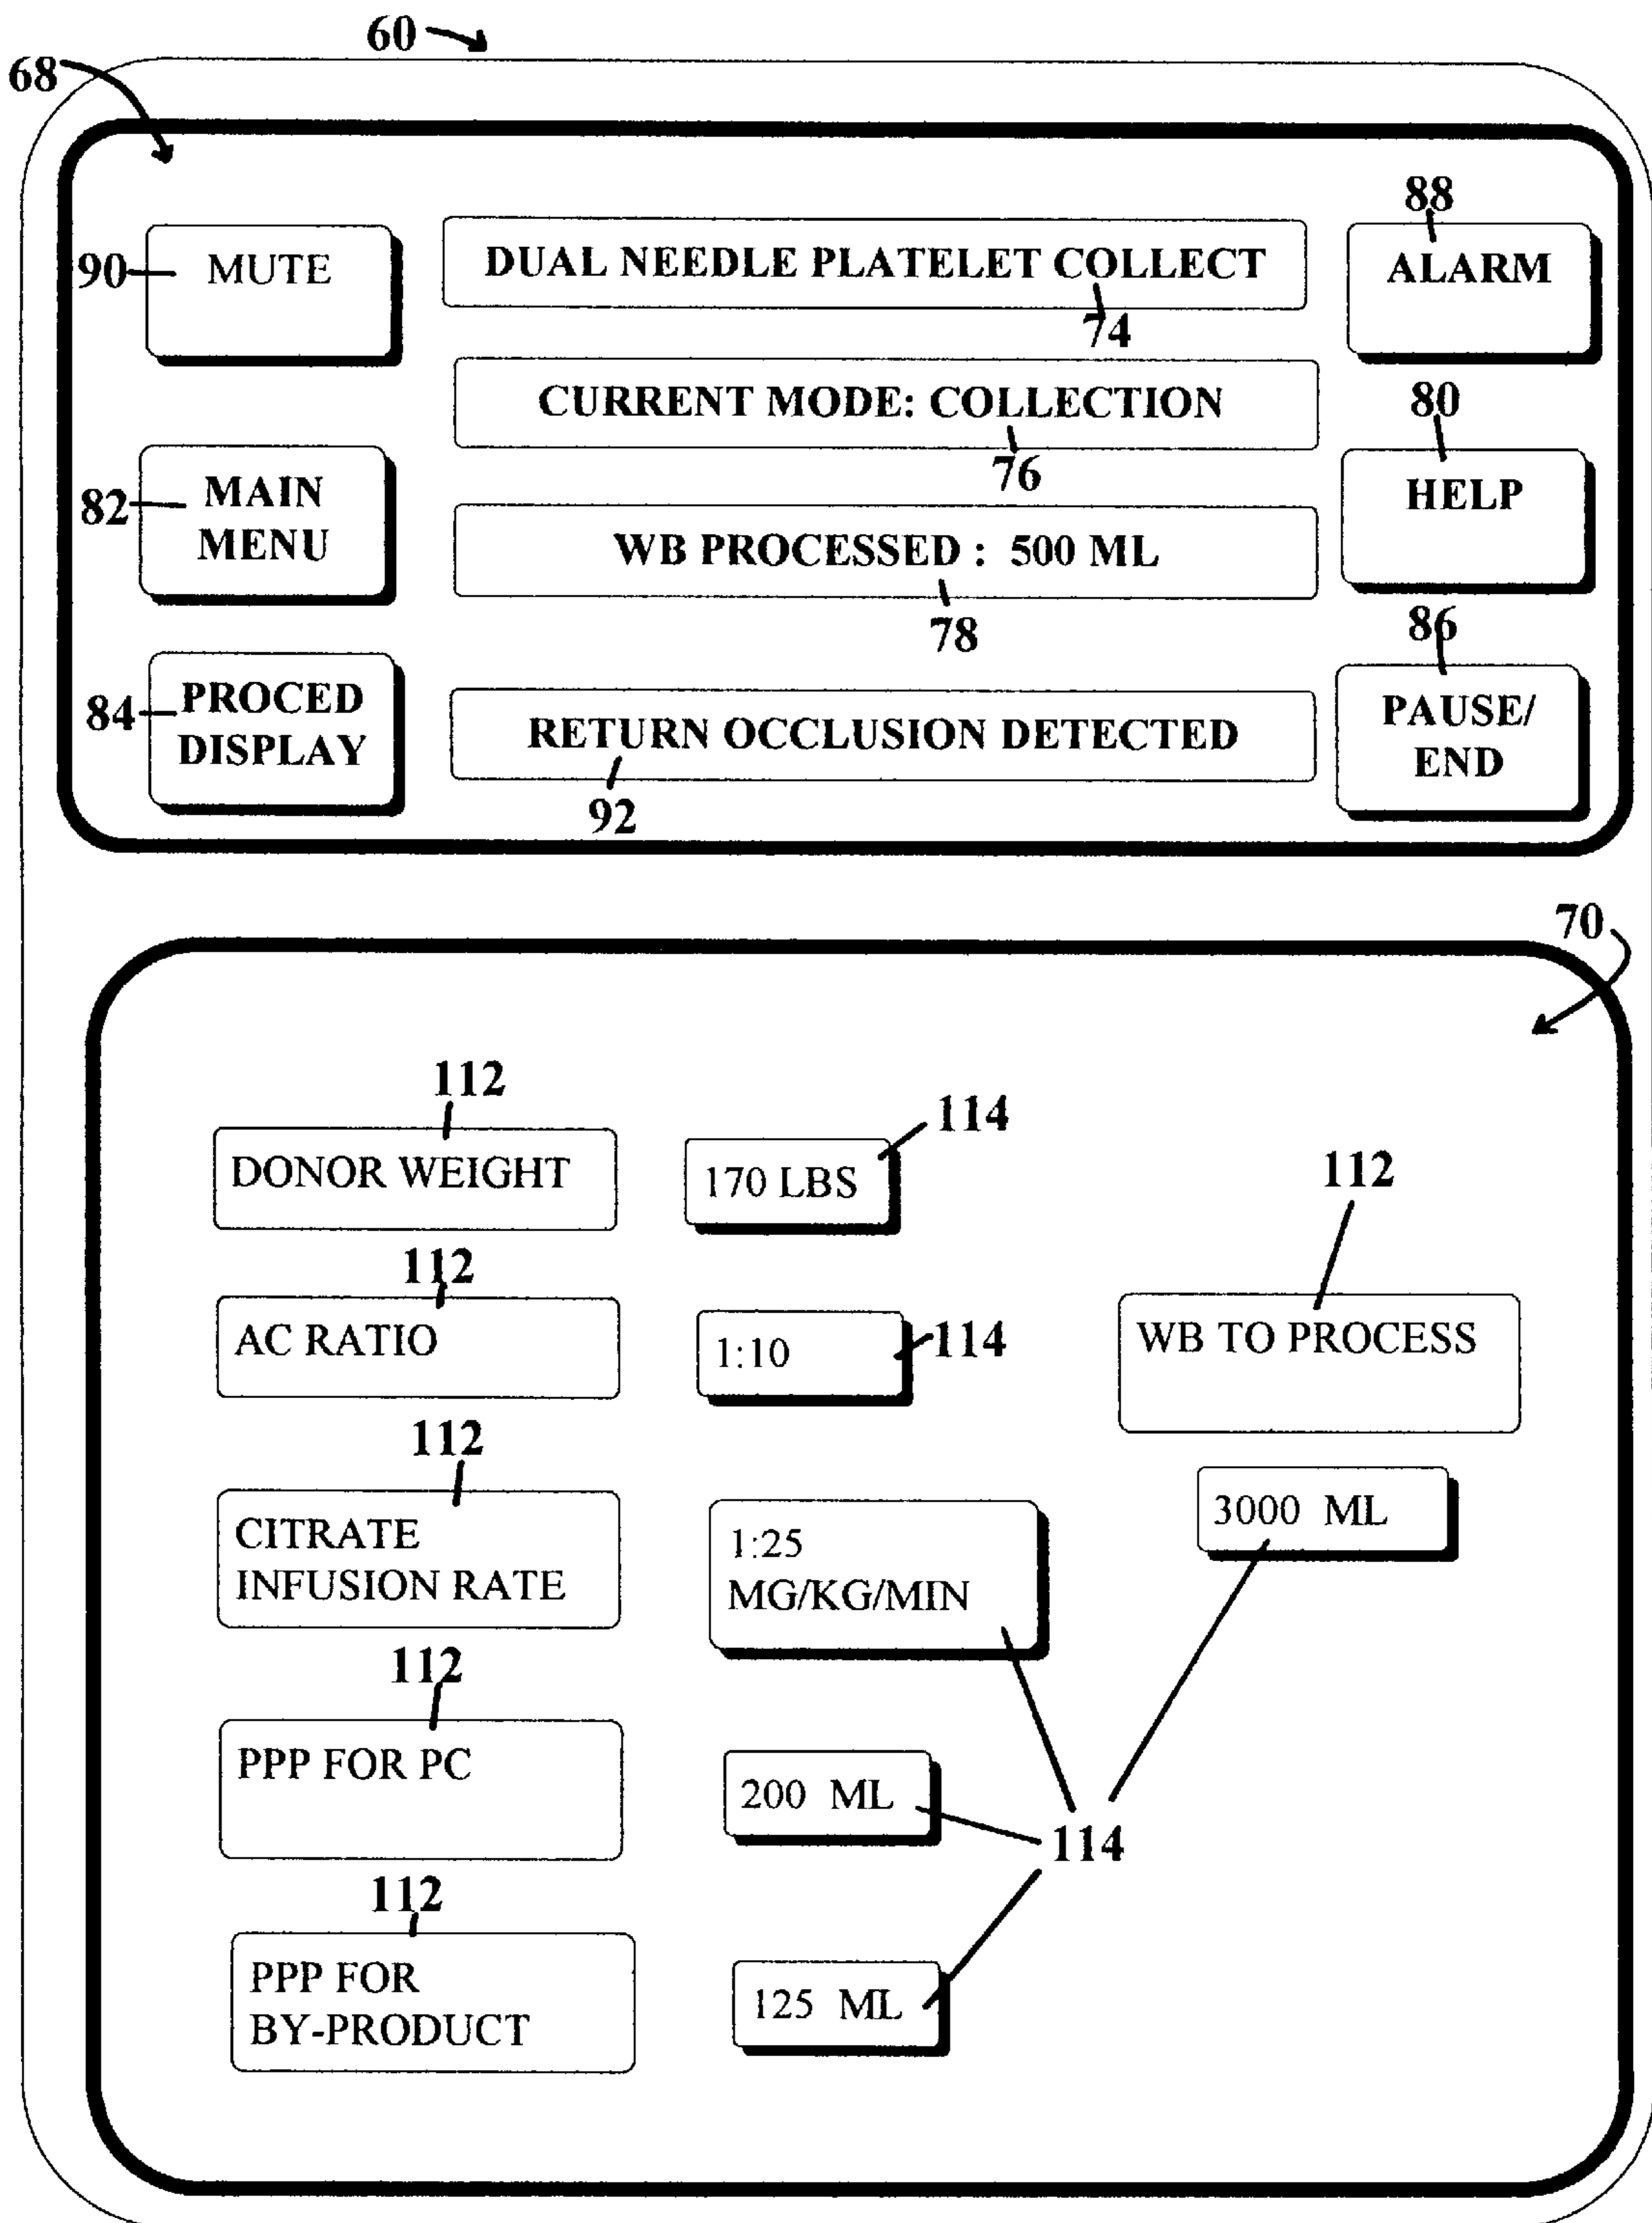 60
68
88
90
MUTE
DUAL NEEDLE PLATELET COLLECT
ALARM
74
CURRENT MODE: COLLECTION
80
76
82
MAIN
MENU
HELP
WB PROCESSED : 500 ML
78
86
84
PROCED
DISPLAY
RETURN OCCLUSION DETECTED
PAUSE/
END
92
70
112
114
DONOR WEIGHT
170 LBS
112
112
AC RATIO
1:10
114
WB TO PROCESS
112
3000 ML
CITRATE
INFUSION RATE
1:25
MG/KG/MIN
112
PPP FOR PC
200 ML
114
112
PPP FOR
BY-PRODUCT
125 ML